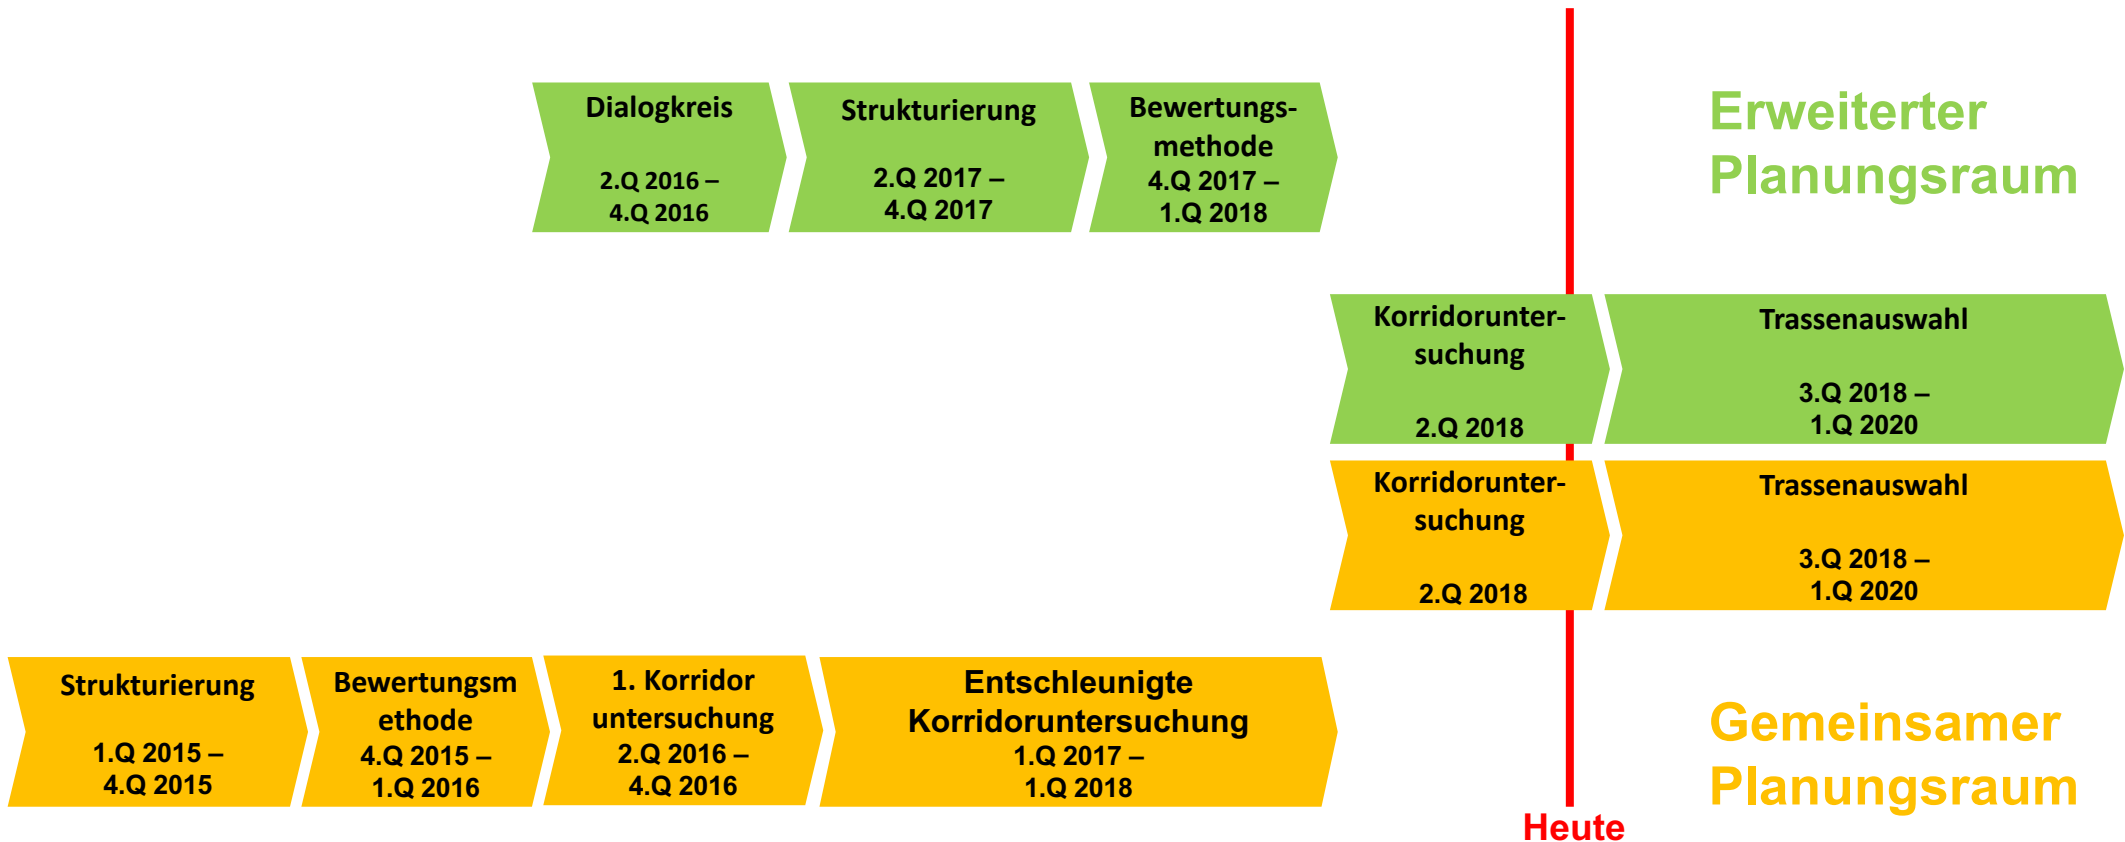 Dialogkreis
2.Q 2016 –
4.Q 2016
Strukturierung
2.Q 2017 –
4.Q 2017
Bewertungs-
methode
4.Q 2017 –
1.Q 2018
Erweiterter
Planungsraum
Korridorunter-
suchung
2.Q 2018
Trassenauswahl
3.Q 2018 –
1.Q 2020
Korridorunter-
suchung
2.Q 2018
Trassenauswahl
3.Q 2018 –
1.Q 2020
Strukturierung
1.Q 2015 –
4.Q 2015
Bewertungsm
ethode
4.Q 2015 –
1.Q 2016
1. Korridor
untersuchung
2.Q 2016 –
4.Q 2016
Entschleunigte
Korridoruntersuchung
1.Q 2017 –
1.Q 2018
Gemeinsamer
Planungsraum
Heute